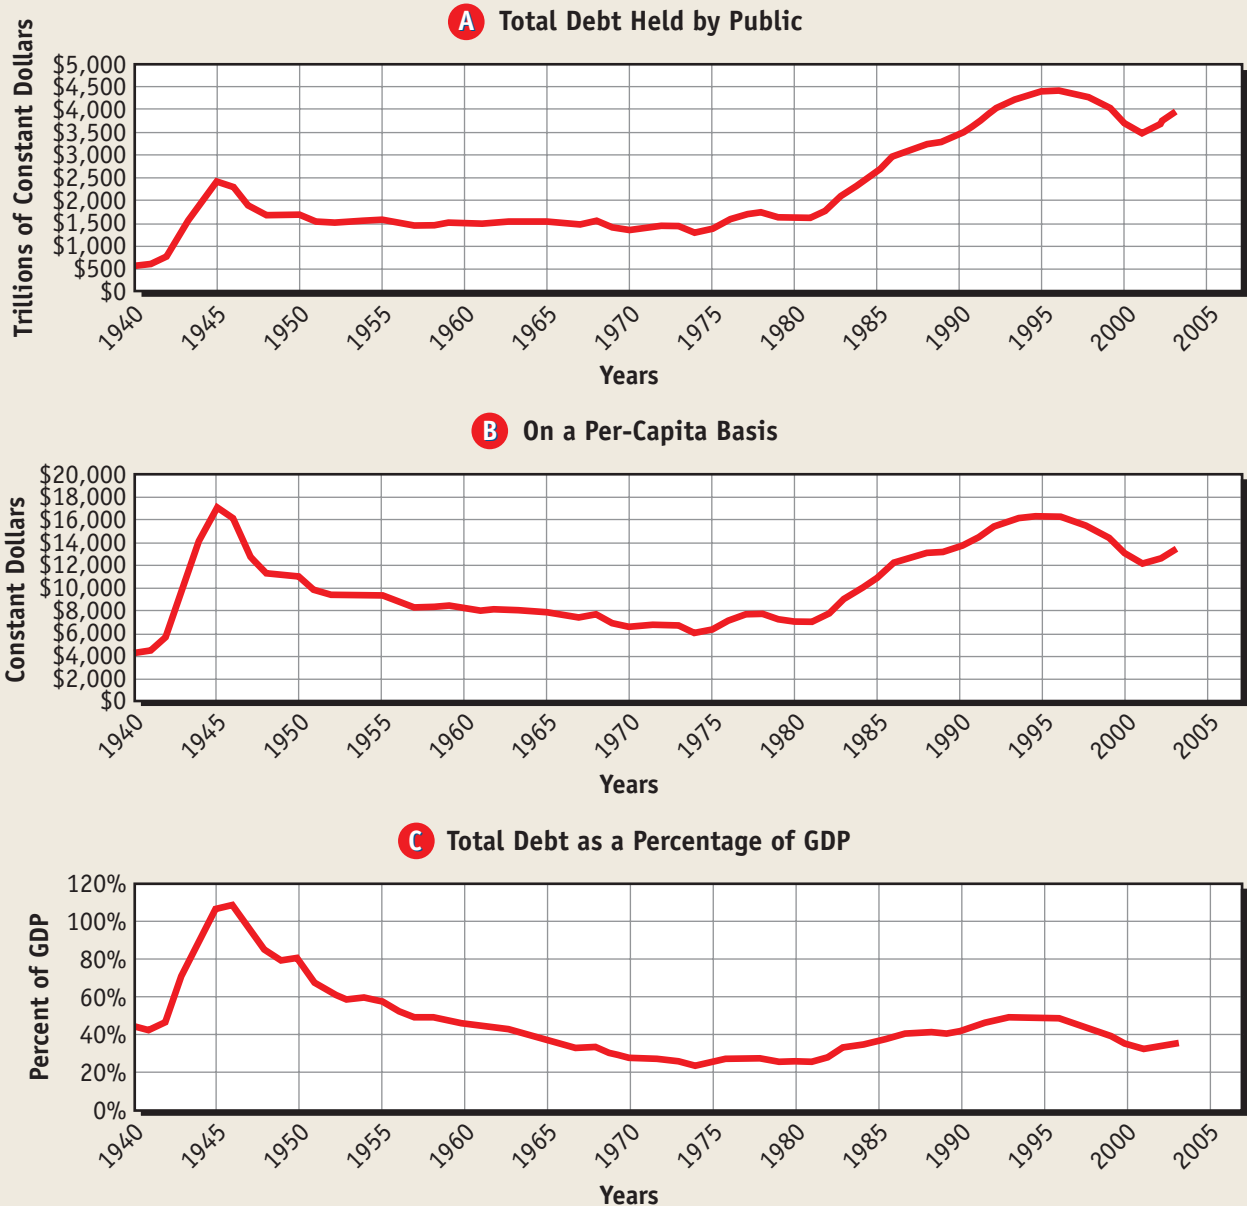 A Total Debt Held by Public
Trillions of Constant Dollars
$5,000
$4,500
$4,000
$3,500
$3,000
$2,500
$2,000
$1,500
$1,000
$500
$0
1940 1945 1950 1955 1960 1965 1970 1975 1980 1985 1990 1995 2000 2005
Years
B On a Per-Capita Basis
Constant Dollars
$20,000
$18,000
$16,000
$14,000
$12,000
$10,000
$8,000
$6,000
$4,000
$2,000
$0
1940 1945 1950 1955 1960 1965 1970 1975 1980 1985 1990 1995 2000 2005
Years
C Total Debt as a Percentage of GDP
Percent of GDP
120%
100%
80%
60%
40%
20%
0%
1940 1945 1950 1955 1960 1965 1970 1975 1980 1985 1990 1995 2000 2005
Years